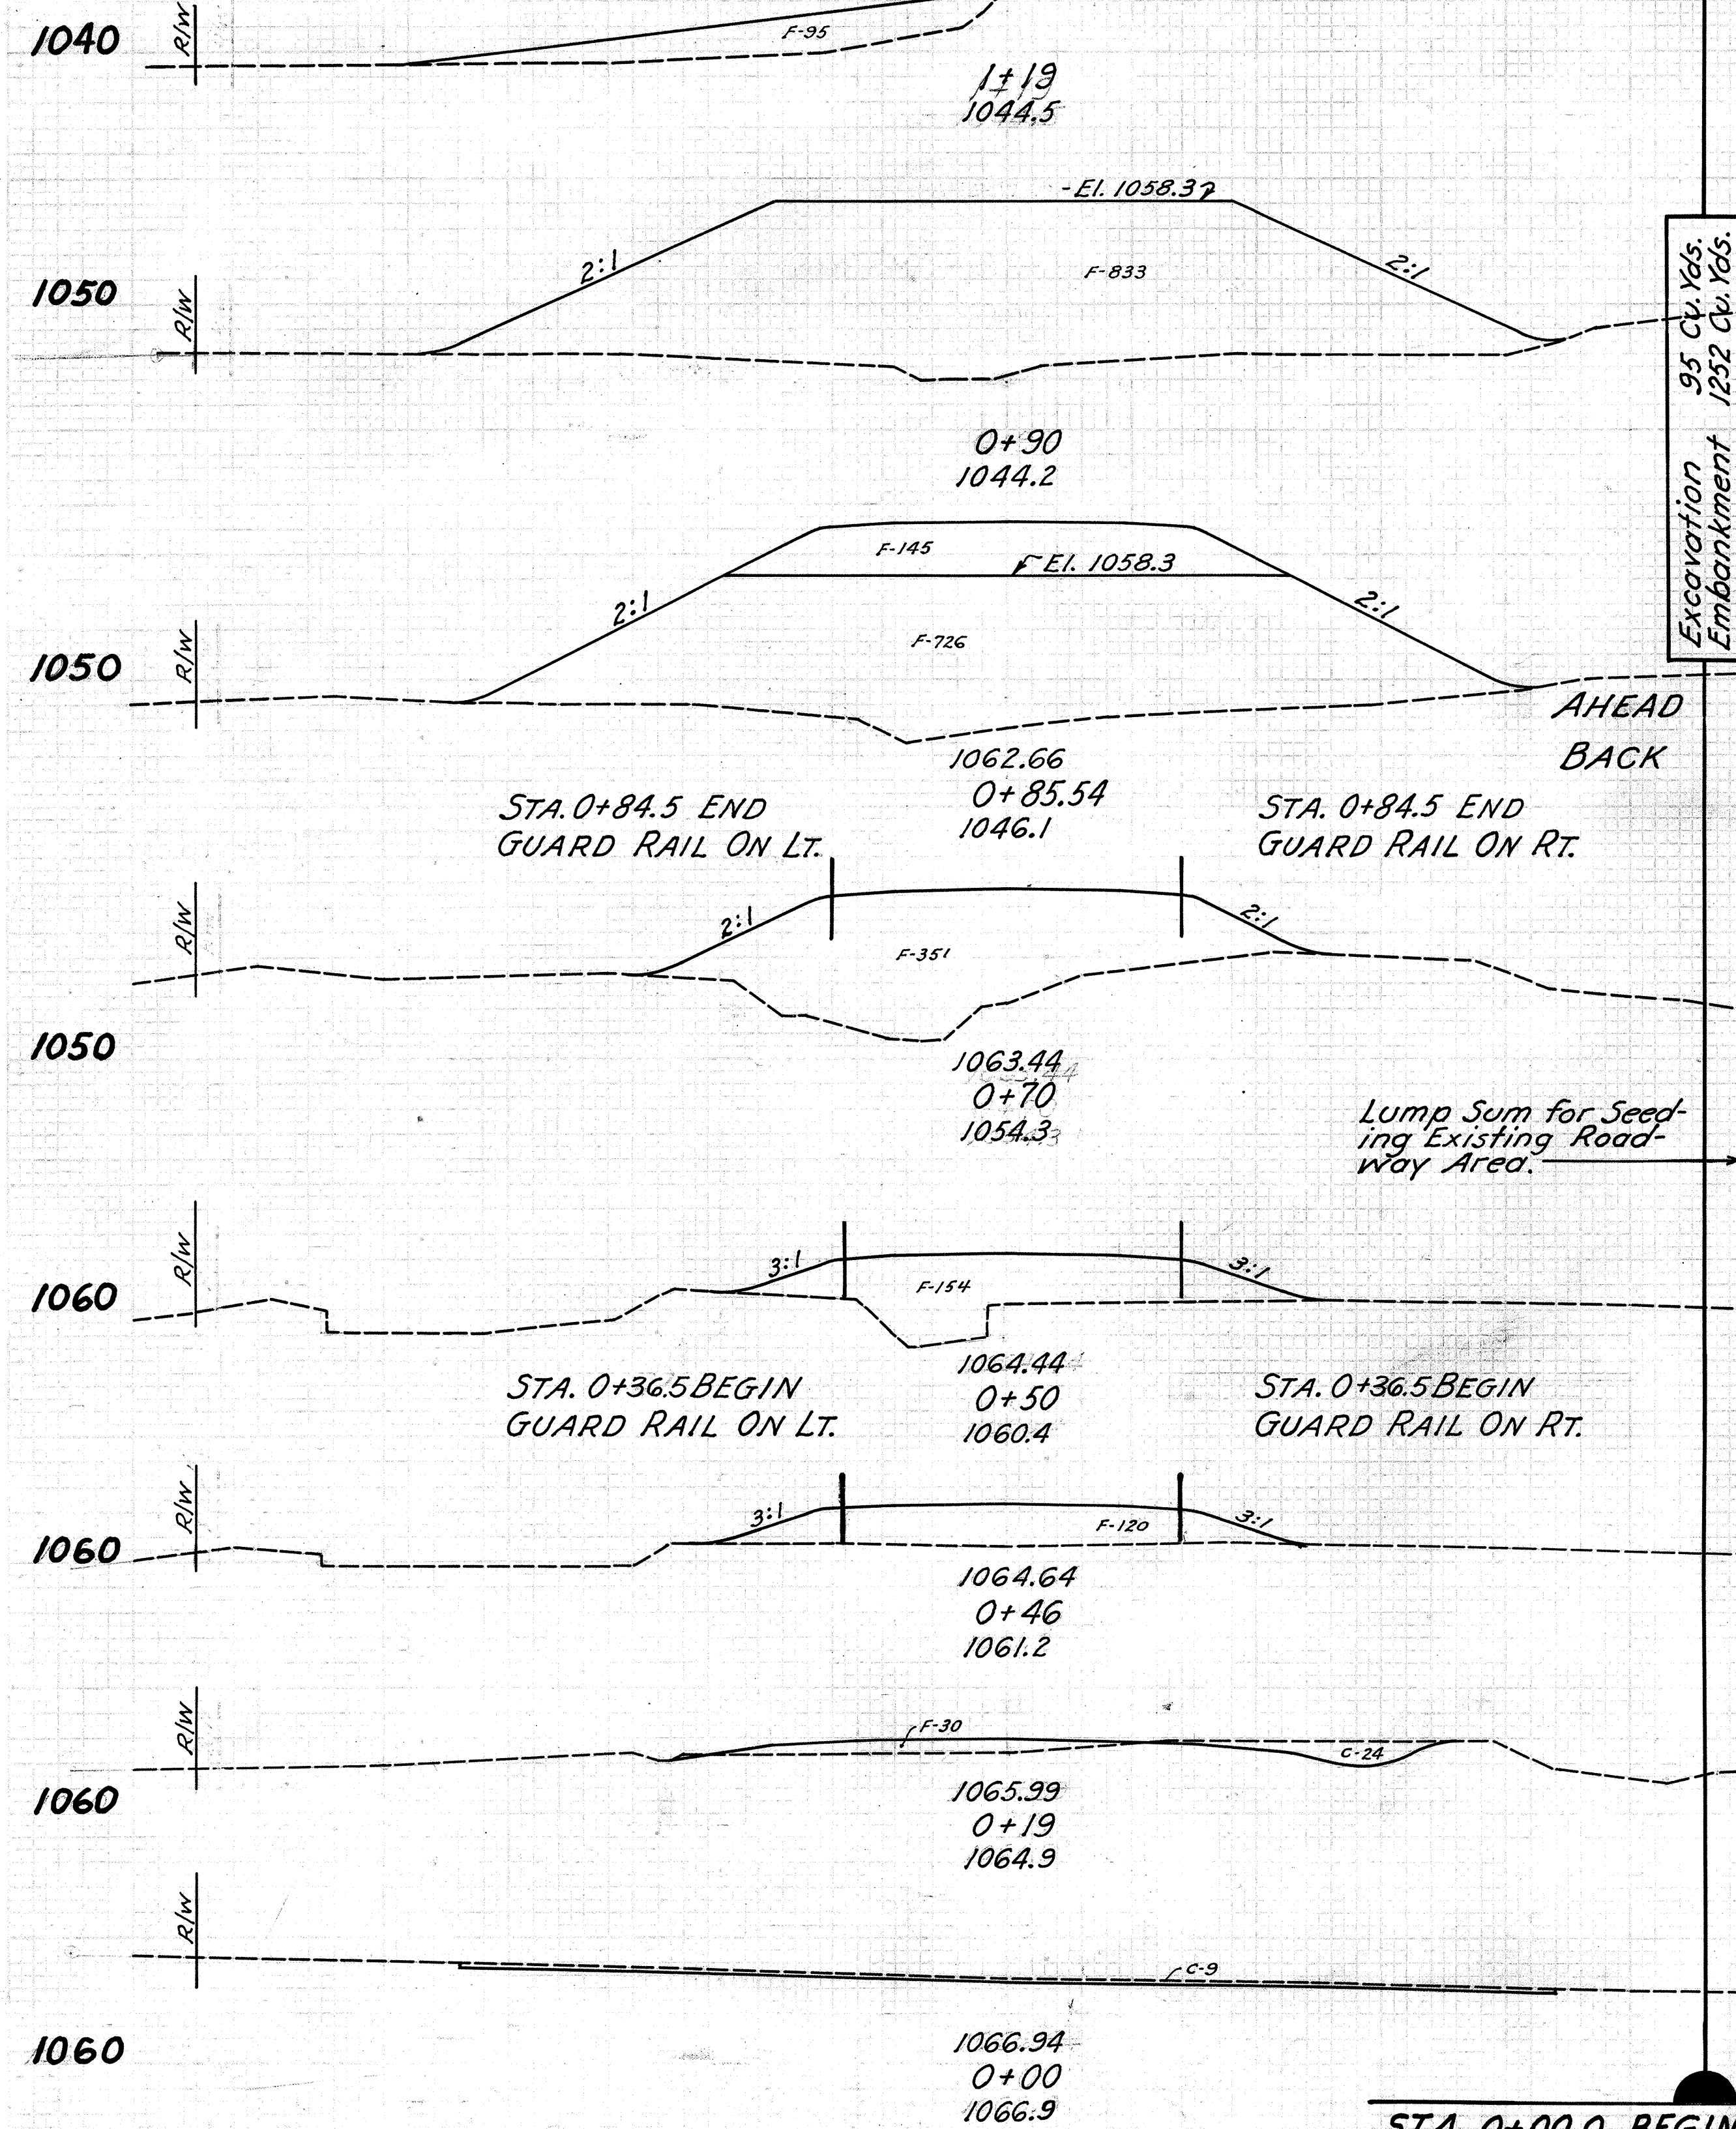 1040
R/W
F-95
1+19
1044.5
El. 1058.3
2:1
2:1
F-833
1050
R/W
0+90
1044.2
F-145
El. 1058.3
2:1
2:1
F-726
1050
R/W
AHEAD
BACK
1062.66
0+85.54
1046.1
STA. 0+84.5 END
GUARD RAIL ON LT.
STA. 0+84.5 END
GUARD RAIL ON RT.
R/W
2:1
2:1
F-351
1050
1063.44
0+70
1054.3
Lump Sum for Seed-
ing Existing Road-
way Area.
R/W
3:1
3:1
F-154
1060
1064.44
0+50
1060.4
STA. 0+36.5 BEGIN
GUARD RAIL ON LT.
STA. 0+36.5 BEGIN
GUARD RAIL ON RT.
R/W
3:1
3:1
F-120
1060
1064.64
0+46
1061.2
R/W
F-30
C-24
1060
1065.99
0+19
1064.9
R/W
C-9
1060
1066.94
0+00
1066.9
Excavation 95 Cu. Yds.
Embankment 1252 Cu. Yds.
STA. 0+00.0 BEGIN